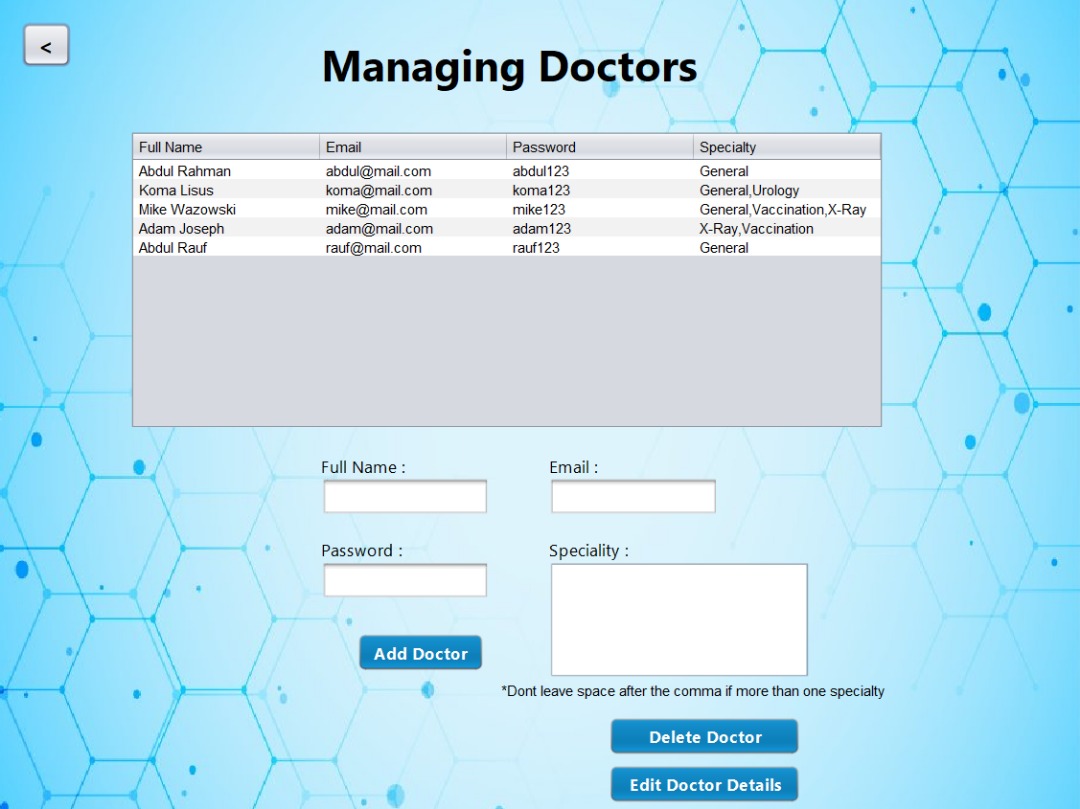 <
Managing Doctors
Full Name Email Password Specialty
Abdul Rahman abdul@mail.com abdul123 General
Koma Lisus koma@mail.com koma123 General,Urology
Mike Wazowski mike@mail.com mike123 General,Vaccination,X-Ray
Adam Joseph adam@mail.com adam123 X-Ray,Vaccination
Abdul Rauf rauf@mail.com rauf123 General
Full Name : Email :
Password : Speciality :
Add Doctor
*Dont leave space after the comma if more than one specialty
Delete Doctor
Edit Doctor Details